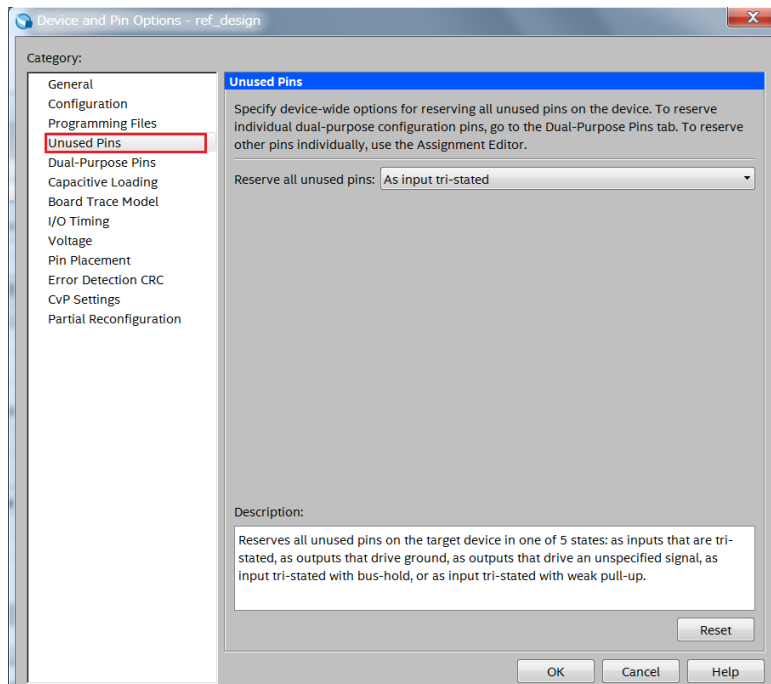 Device and Pin Options - ref_design
Category:
General
Configuration
Programming Files
Unused Pins
Dual-Purpose Pins
Capacitive Loading
Board Trace Model
I/O Timing
Voltage
Pin Placement
Error Detection CRC
CvP Settings
Partial Reconfiguration
Unused Pins
Specify device-wide options for reserving all unused pins on the device. To reserve
individual dual-purpose configuration pins, go to the Dual-Purpose Pins tab. To reserve
other pins individually, use the Assignment Editor.
Reserve all unused pins: As input tri-stated
Description:
Reserves all unused pins on the target device in one of 5 states: as inputs that are tri-
stated, as outputs that drive ground, as outputs that drive an unspecified signal, as
input tri-stated with bus-hold, or as input tri-stated with weak pull-up.
Reset
OK Cancel Help